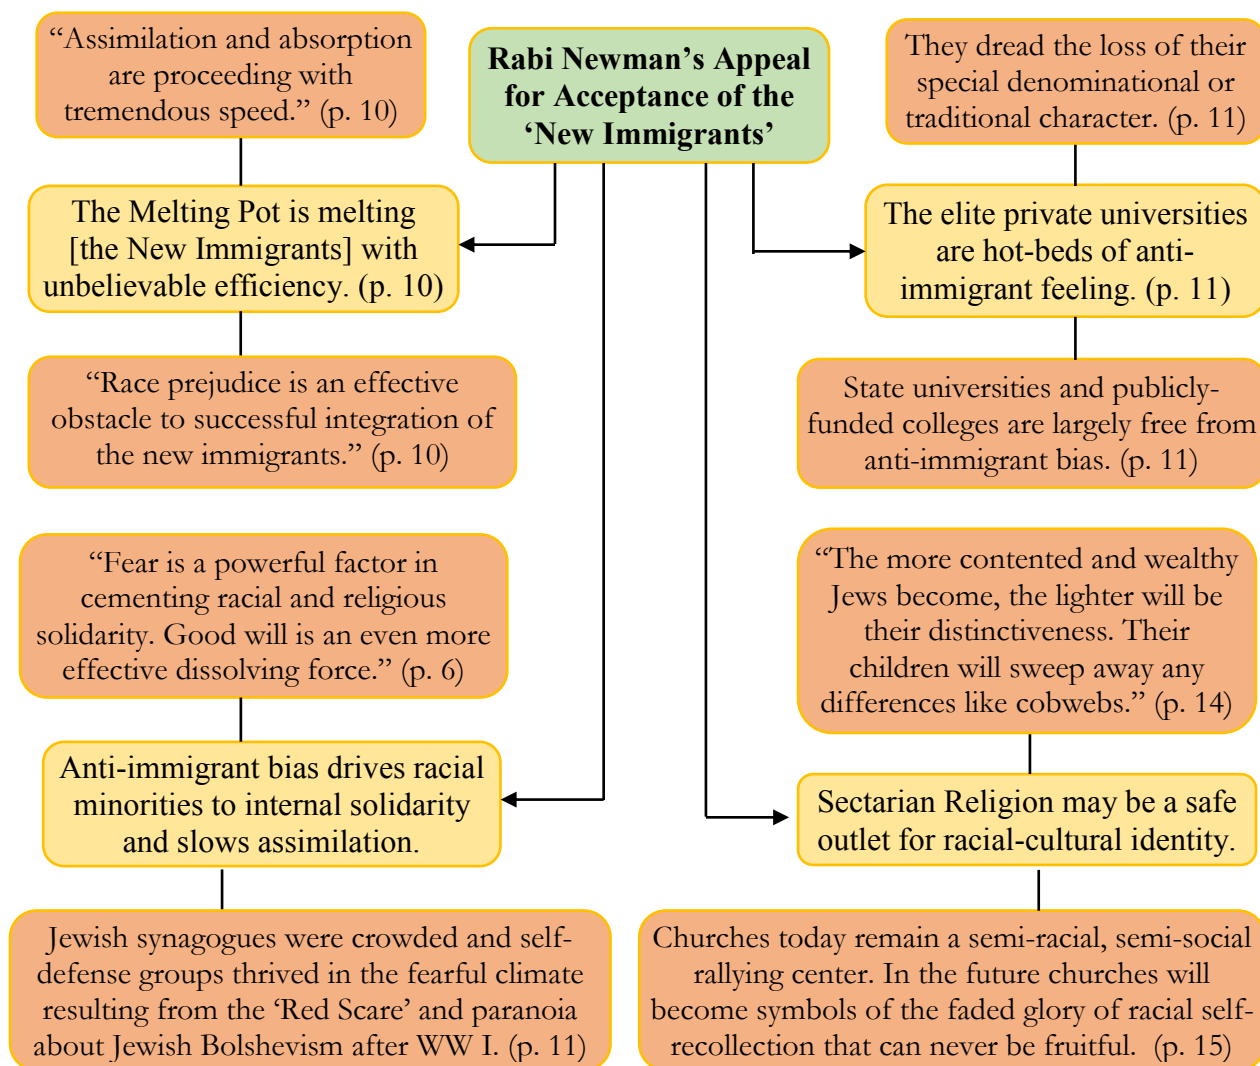 Rabi Newman’s Appeal
for Acceptance of the
‘New Immigrants’
“Assimilation and absorption
are proceeding with
tremendous speed.” (p. 10)
The Melting Pot is melting
[the New Immigrants] with
unbelievable efficiency. (p. 10)
“Race prejudice is an effective
obstacle to successful integration of
the new immigrants.” (p. 10)
“Fear is a powerful factor in
cementing racial and religious
solidarity. Good will is an even more
effective dissolving force.” (p. 6)
Anti-immigrant bias drives racial
minorities to internal solidarity
and slows assimilation.
Jewish synagogues were crowded and self-
defense groups thrived in the fearful climate
resulting from the ‘Red Scare’ and paranoia
about Jewish Bolshevism after WW I. (p. 11)
They dread the loss of their
special denominational or
traditional character. (p. 11)
The elite private universities
are hot-beds of anti-
immigrant feeling. (p. 11)
State universities and publicly-
funded colleges are largely free from
anti-immigrant bias. (p. 11)
“The more contented and wealthy
Jews become, the lighter will be
their distinctiveness. Their
children will sweep away any
differences like cobwebs.” (p. 14)
Sectarian Religion may be a safe
outlet for racial-cultural identity.
Churches today remain a semi-racial, semi-social
rallying center. In the future churches will
become symbols of the faded glory of racial self-
recollection that can never be fruitful. (p. 15)